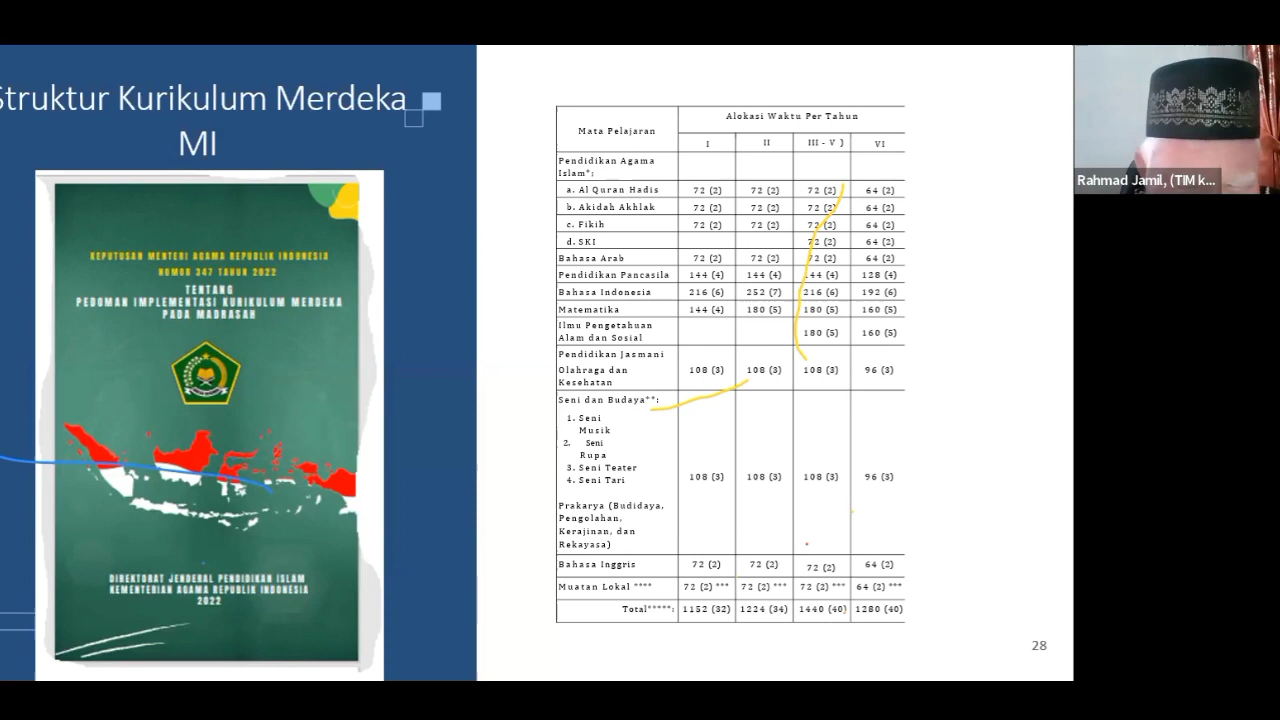 Struktur Kurikulum Merdeka
MI
KEPUTUSAN MENTERI AGAMA REPUBLIK INDONESIA
NOMOR 347 TAHUN 2022
TENTANG
PEDOMAN IMPLEMENTASI KURIKULUM MERDEKA
PADA MADRASAH
DIREKTORAT JENDERAL PENDIDIKAN ISLAM
KEMENTERIAN AGAMA REPUBLIK INDONESIA
2022
Mata Pelajaran
Alokasi Waktu Per Tahun
I II III - V ) VI
Pendidikan Agama
Islam*:
a. Al Quran Hadis 72 (2) 72 (2) 72 (2) 64 (2)
b. Akidah Akhlak 72 (2) 72 (2) 72 (2) 64 (2)
c. Fikih 72 (2) 72 (2) 72 (2) 64 (2)
d. SKI 72 (2) 64 (2)
Bahasa Arab 72 (2) 72 (2) 72 (2) 64 (2)
Pendidikan Pancasila 144 (4) 144 (4) 144 (4) 128 (4)
Bahasa Indonesia 216 (6) 252 (7) 216 (6) 192 (6)
Matematika 144 (4) 180 (5) 180 (5) 160 (5)
Ilmu Pengetahuan
Alam dan Sosial 180 (5) 160 (5)
Pendidikan Jasmani
Olahraga dan
Kesehatan 108 (3) 108 (3) 108 (3) 96 (3)
Seni dan Budaya**:
1. Seni
Musik
2. Seni
Rupa
3. Seni Teater
4. Seni Tari 108 (3) 108 (3) 108 (3) 96 (3)
Prakarya (Budidaya,
Pengolahan,
Kerajinan, dan
Rekayasa)
Bahasa Inggris 72 (2) 72 (2) 72 (2) 64 (2)
Muatan Lokal **** 72 (2) *** 72 (2) *** 72 (2) *** 64 (2) ***
Total*****: 1152 (32) 1224 (34) 1440 (40) 1280 (40)
28
Rahmad Jamil, (TIM k...